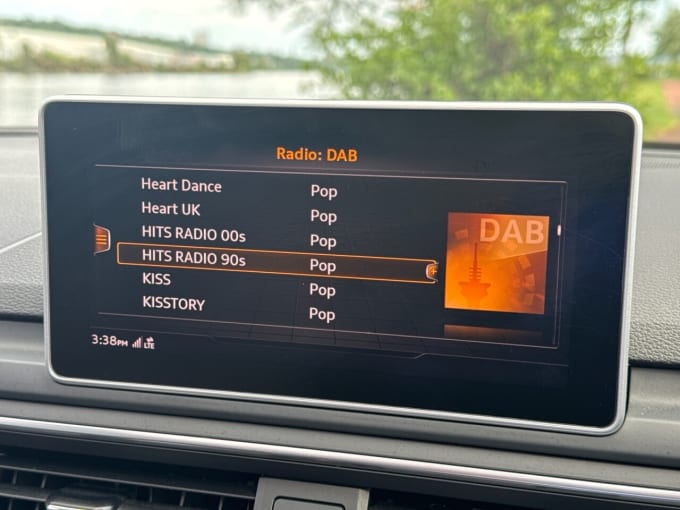 Radio: DAB
Heart Dance Pop
Heart UK Pop
HITS RADIO 00s Pop
HITS RADIO 90s Pop
KISS Pop
KISSTORY Pop
DAB
3:38PM LTE